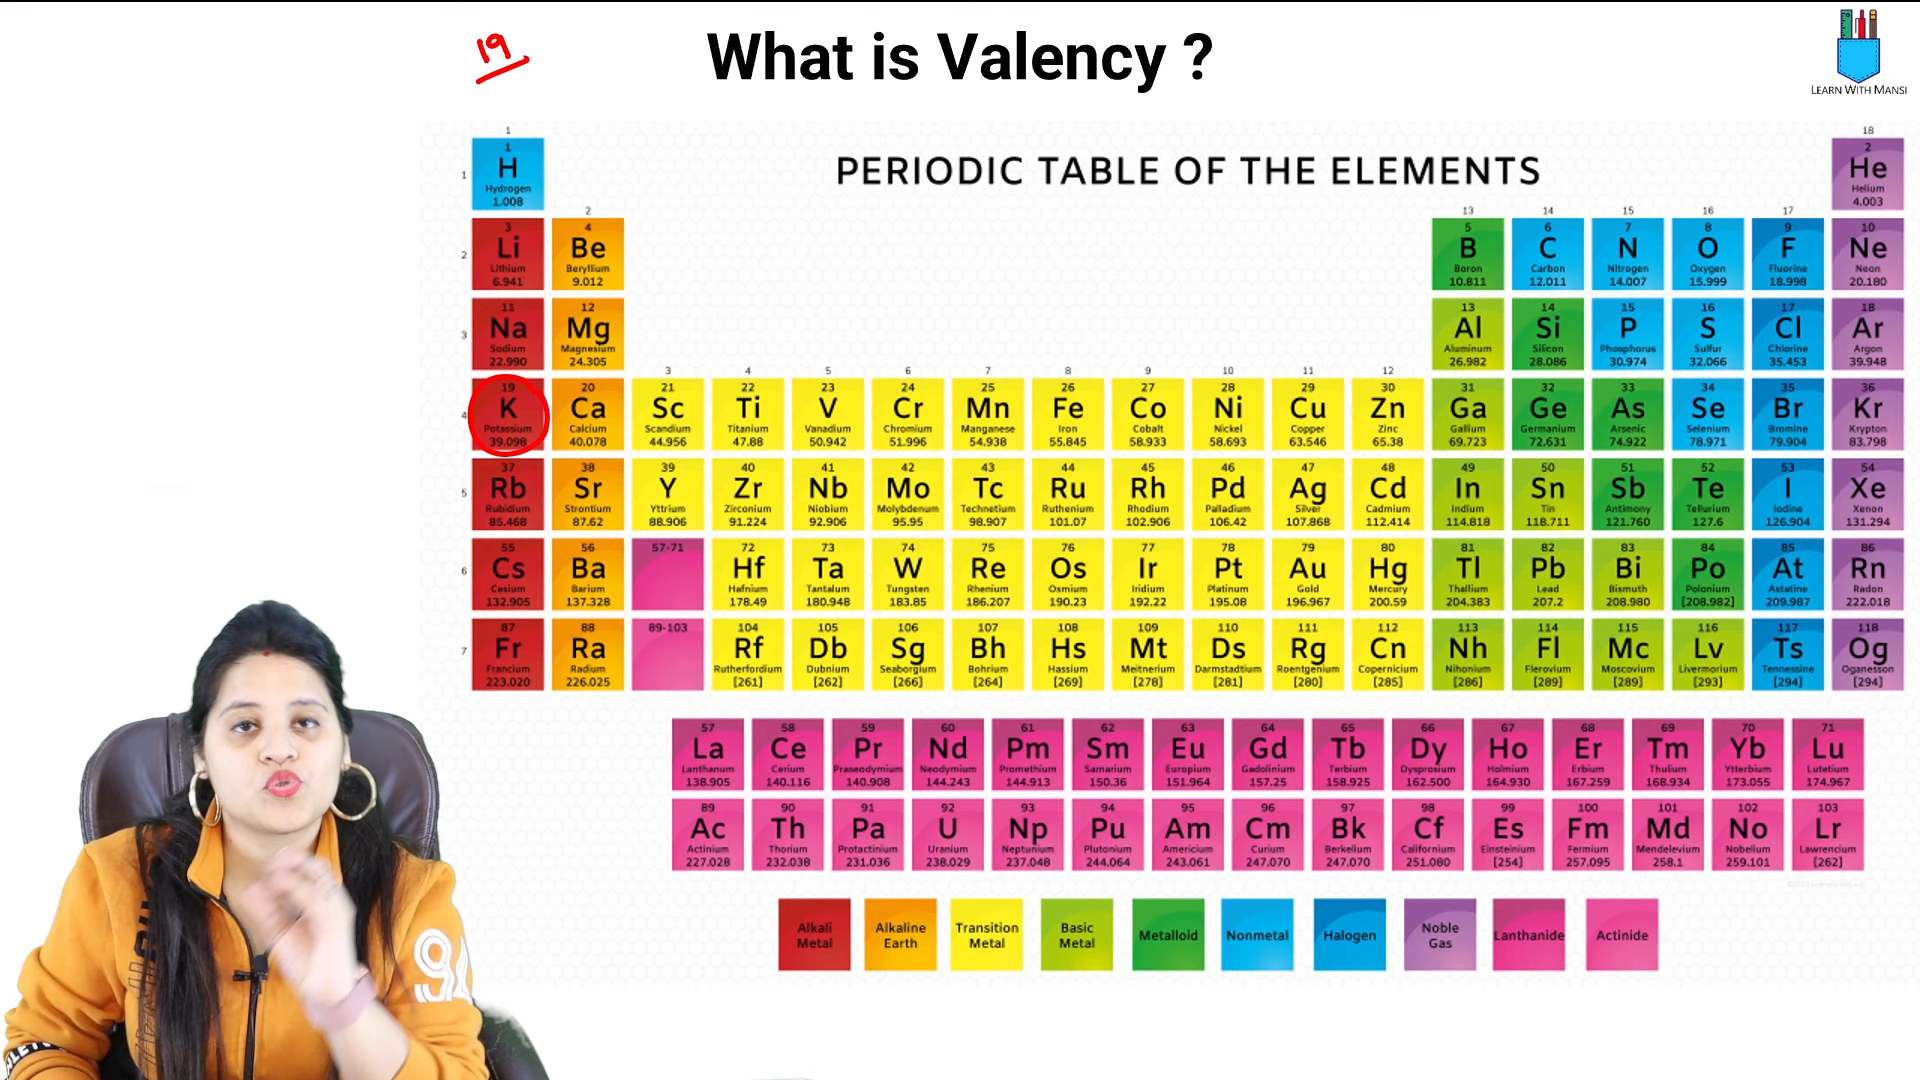 19
What is Valency ?
LEARN WITH MANSI
PERIODIC TABLE OF THE ELEMENTS
1 18
1 1 H Hydrogen 1.008 2 He Helium 4.003
2 13 14 15 16 17
2 3 Li Lithium 6.941 4 Be Beryllium 9.012 5 B Boron 10.811 6 C Carbon 12.011 7 N Nitrogen 14.007 8 O Oxygen 15.999 9 F Fluorine 18.998 10 Ne Neon 20.180
3 11 Na Sodium 22.990 12 Mg Magnesium 24.305 13 Al Aluminum 26.982 14 Si Silicon 28.086 15 P Phosphorus 30.974 16 S Sulfur 32.066 17 Cl Chlorine 35.453 18 Ar Argon 39.948
3 4 5 6 7 8 9 10 11 12
4 19 K Potassium 39.098 20 Ca Calcium 40.078 21 Sc Scandium 44.956 22 Ti Titanium 47.88 23 V Vanadium 50.942 24 Cr Chromium 51.996 25 Mn Manganese 54.938 26 Fe Iron 55.845 27 Co Cobalt 58.933 28 Ni Nickel 58.693 29 Cu Copper 63.546 30 Zn Zinc 65.38 31 Ga Gallium 69.723 32 Ge Germanium 72.631 33 As Arsenic 74.922 34 Se Selenium 78.971 35 Br Bromine 79.904 36 Kr Krypton 83.798
5 37 Rb Rubidium 85.468 38 Sr Strontium 87.62 39 Y Yttrium 88.906 40 Zr Zirconium 91.224 41 Nb Niobium 92.906 42 Mo Molybdenum 95.95 43 Tc Technetium 98.907 44 Ru Ruthenium 101.07 45 Rh Rhodium 102.906 46 Pd Palladium 106.42 47 Ag Silver 107.868 48 Cd Cadmium 112.414 49 In Indium 114.818 50 Sn Tin 118.711 51 Sb Antimony 121.760 52 Te Tellurium 127.6 53 I Iodine 126.904 54 Xe Xenon 131.294
6 55 Cs Cesium 132.905 56 Ba Barium 137.328 57-71 72 Hf Hafnium 178.49 73 Ta Tantalum 180.948 74 W Tungsten 183.85 75 Re Rhenium 186.207 76 Os Osmium 190.23 77 Ir Iridium 192.22 78 Pt Platinum 195.08 79 Au Gold 196.967 80 Hg Mercury 200.59 81 Tl Thallium 204.383 82 Pb Lead 207.2 83 Bi Bismuth 208.980 84 Po Polonium [208.982] 85 At Astatine 209.987 86 Rn Radon 222.018
7 87 Fr Francium 223.020 88 Ra Radium 226.025 89-103 104 Rf Rutherfordium [261] 105 Db Dubnium [262] 106 Sg Seaborgium [266] 107 Bh Bohrium [264] 108 Hs Hassium [269] 109 Mt Meitnerium [278] 110 Ds Darmstadtium [281] 111 Rg Roentgenium [280] 112 Cn Copernicium [285] 113 Nh Nihonium [286] 114 Fl Flerovium [289] 115 Mc Moscovium [289] 116 Lv Livermorium [293] 117 Ts Tennessine [294] 118 Og Oganesson [294]
57 La Lanthanum 138.905 58 Ce Cerium 140.116 59 Pr Praseodymium 140.908 60 Nd Neodymium 144.243 61 Pm Promethium 144.913 62 Sm Samarium 150.36 63 Eu Europium 151.964 64 Gd Gadolinium 157.25 65 Tb Terbium 158.925 66 Dy Dysprosium 162.500 67 Ho Holmium 164.930 68 Er Erbium 167.259 69 Tm Thulium 168.934 70 Yb Ytterbium 173.055 71 Lu Lutetium 174.967
89 Ac Actinium 227.028 90 Th Thorium 232.038 91 Pa Protactinium 231.036 92 U Uranium 238.029 93 Np Neptunium 237.048 94 Pu Plutonium 244.064 95 Am Americium 243.061 96 Cm Curium 247.070 97 Bk Berkelium 247.070 98 Cf Californium 251.080 99 Es Einsteinium [254] 100 Fm Fermium 257.095 101 Md Mendelevium 258.1 102 No Nobelium 259.101 103 Lr Lawrencium [262]
Alkali Metal Alkaline Earth Transition Metal Basic Metal Metalloid Nonmetal Halogen Noble Gas Lanthanide Actinide